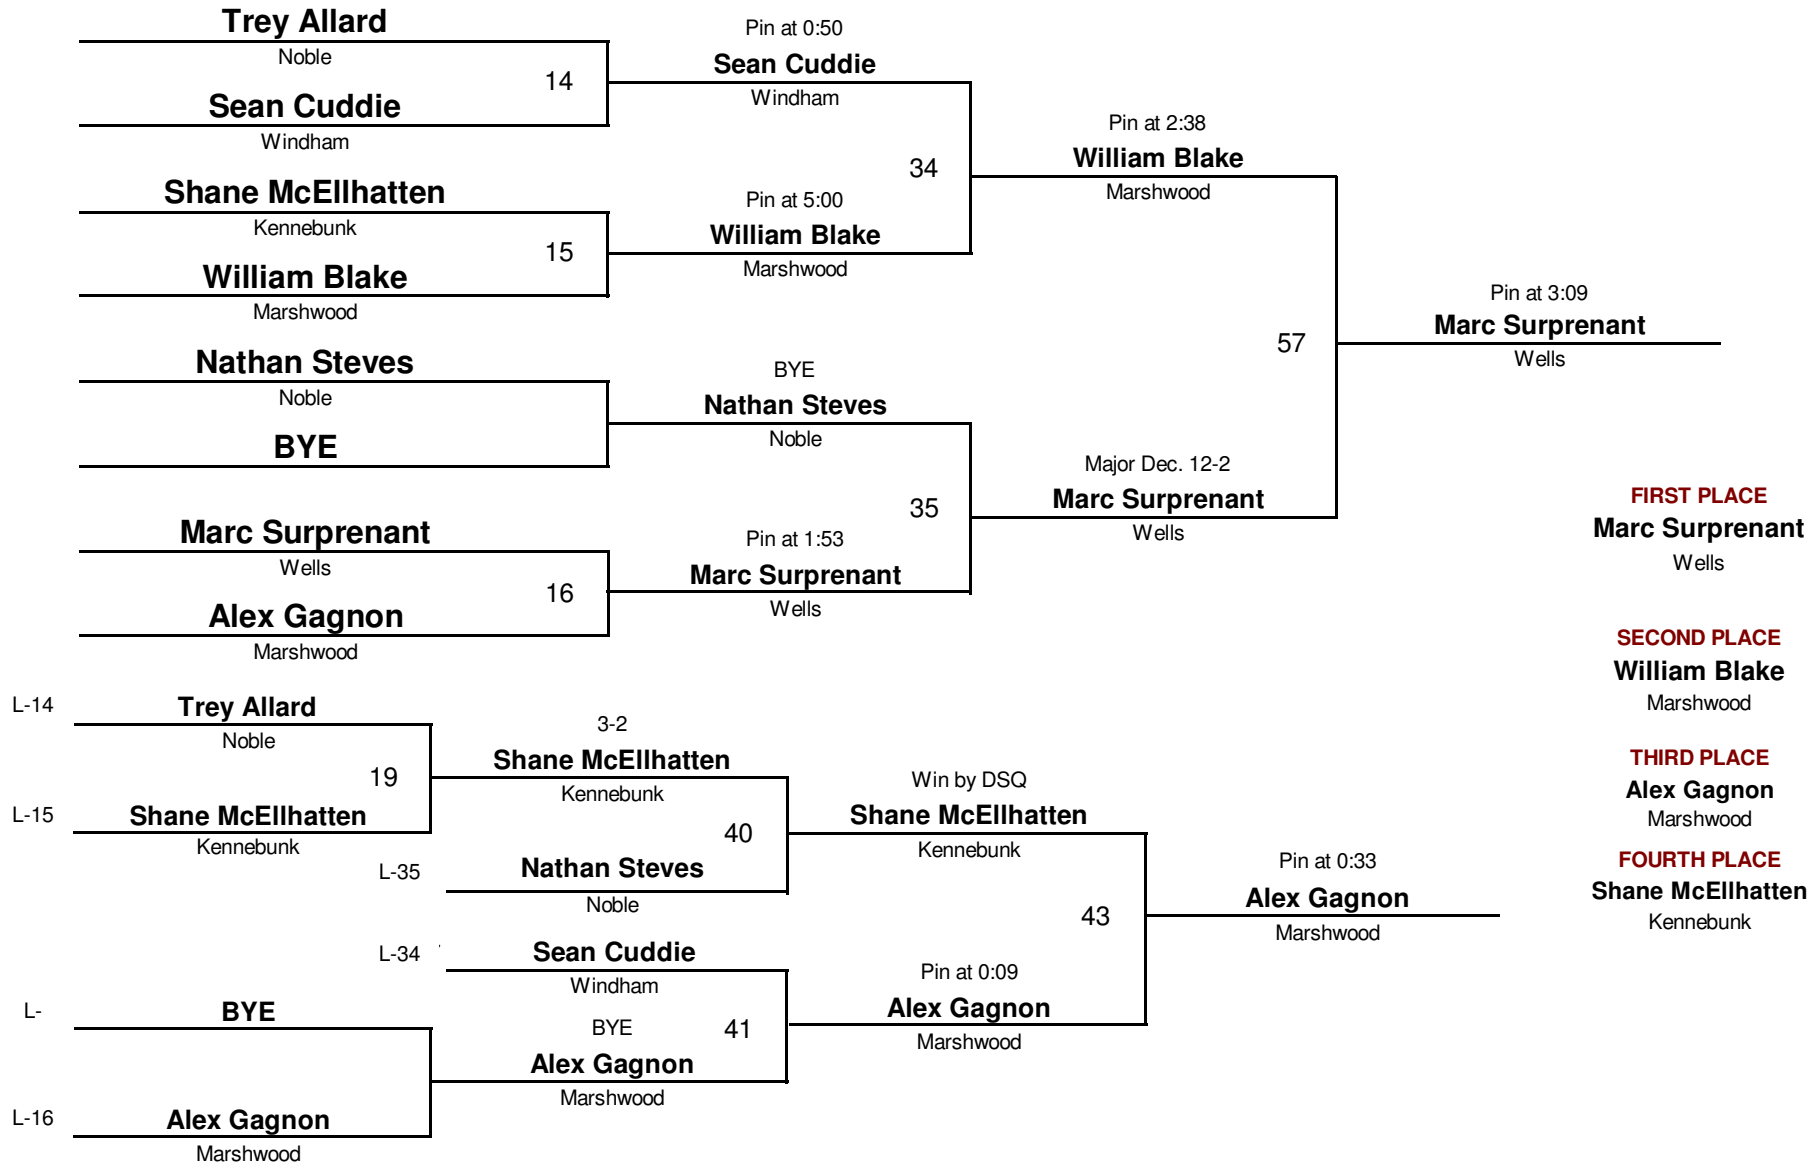 Trey Allard
Noble
14
Sean Cuddie
Windham
Pin at 0:50
Sean Cuddie
Windham
Shane McEllhatten
Kennebunk
15
William Blake
Marshwood
Pin at 5:00
William Blake
Marshwood
34
Pin at 2:38
William Blake
Marshwood
Nathan Steves
Noble
BYE
BYE
Nathan Steves
Noble
Marc Surprenant
Wells
16
Alex Gagnon
Marshwood
Pin at 1:53
Marc Surprenant
Wells
35
Major Dec. 12-2
Marc Surprenant
Wells
57
Pin at 3:09
Marc Surprenant
Wells
FIRST PLACE
Marc Surprenant
Wells
SECOND PLACE
William Blake
Marshwood
THIRD PLACE
Alex Gagnon
Marshwood
FOURTH PLACE
Shane McEllhatten
Kennebunk
L-14
Trey Allard
Noble
19
L-15
Shane McEllhatten
Kennebunk
3-2
Shane McEllhatten
Kennebunk
40
L-35
Nathan Steves
Noble
Win by DSQ
Shane McEllhatten
Kennebunk
L-34
Sean Cuddie
Windham
41
L-
BYE
BYE
Alex Gagnon
Marshwood
L-16
Alex Gagnon
Marshwood
Pin at 0:09
Alex Gagnon
Marshwood
43
Pin at 0:33
Alex Gagnon
Marshwood